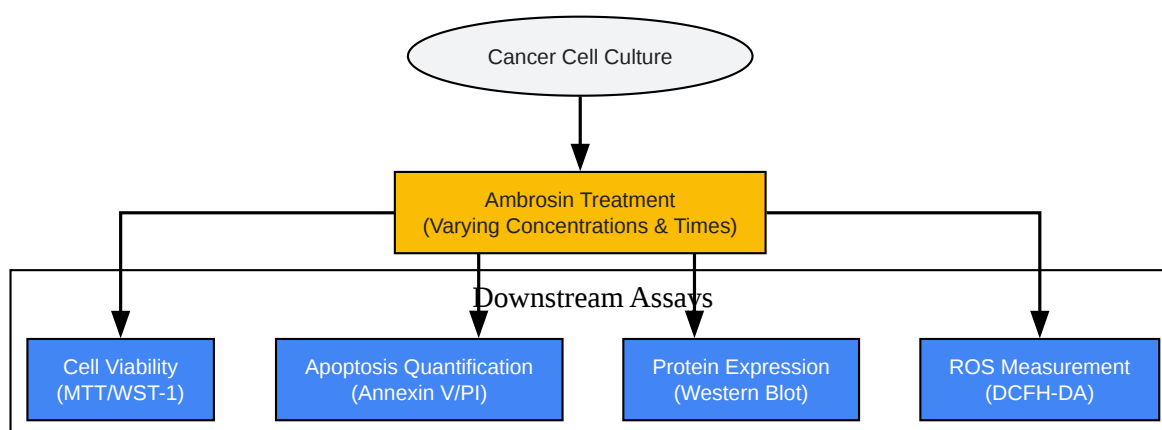 Cancer Cell Culture
Ambrosin Treatment
(Varying Concentrations & Times)
Downstream Assays
Cell Viability
(MTT/WST-1)
Apoptosis Quantification
(Annexin V/PI)
Protein Expression
(Western Blot)
ROS Measurement
(DCFH-DA)